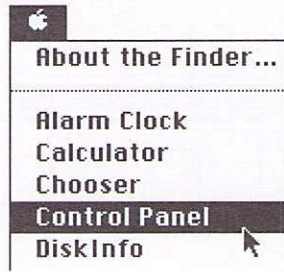 About the Finder...
Alarm Clock
Calculator
Chooser
Control Panel
DiskInfo